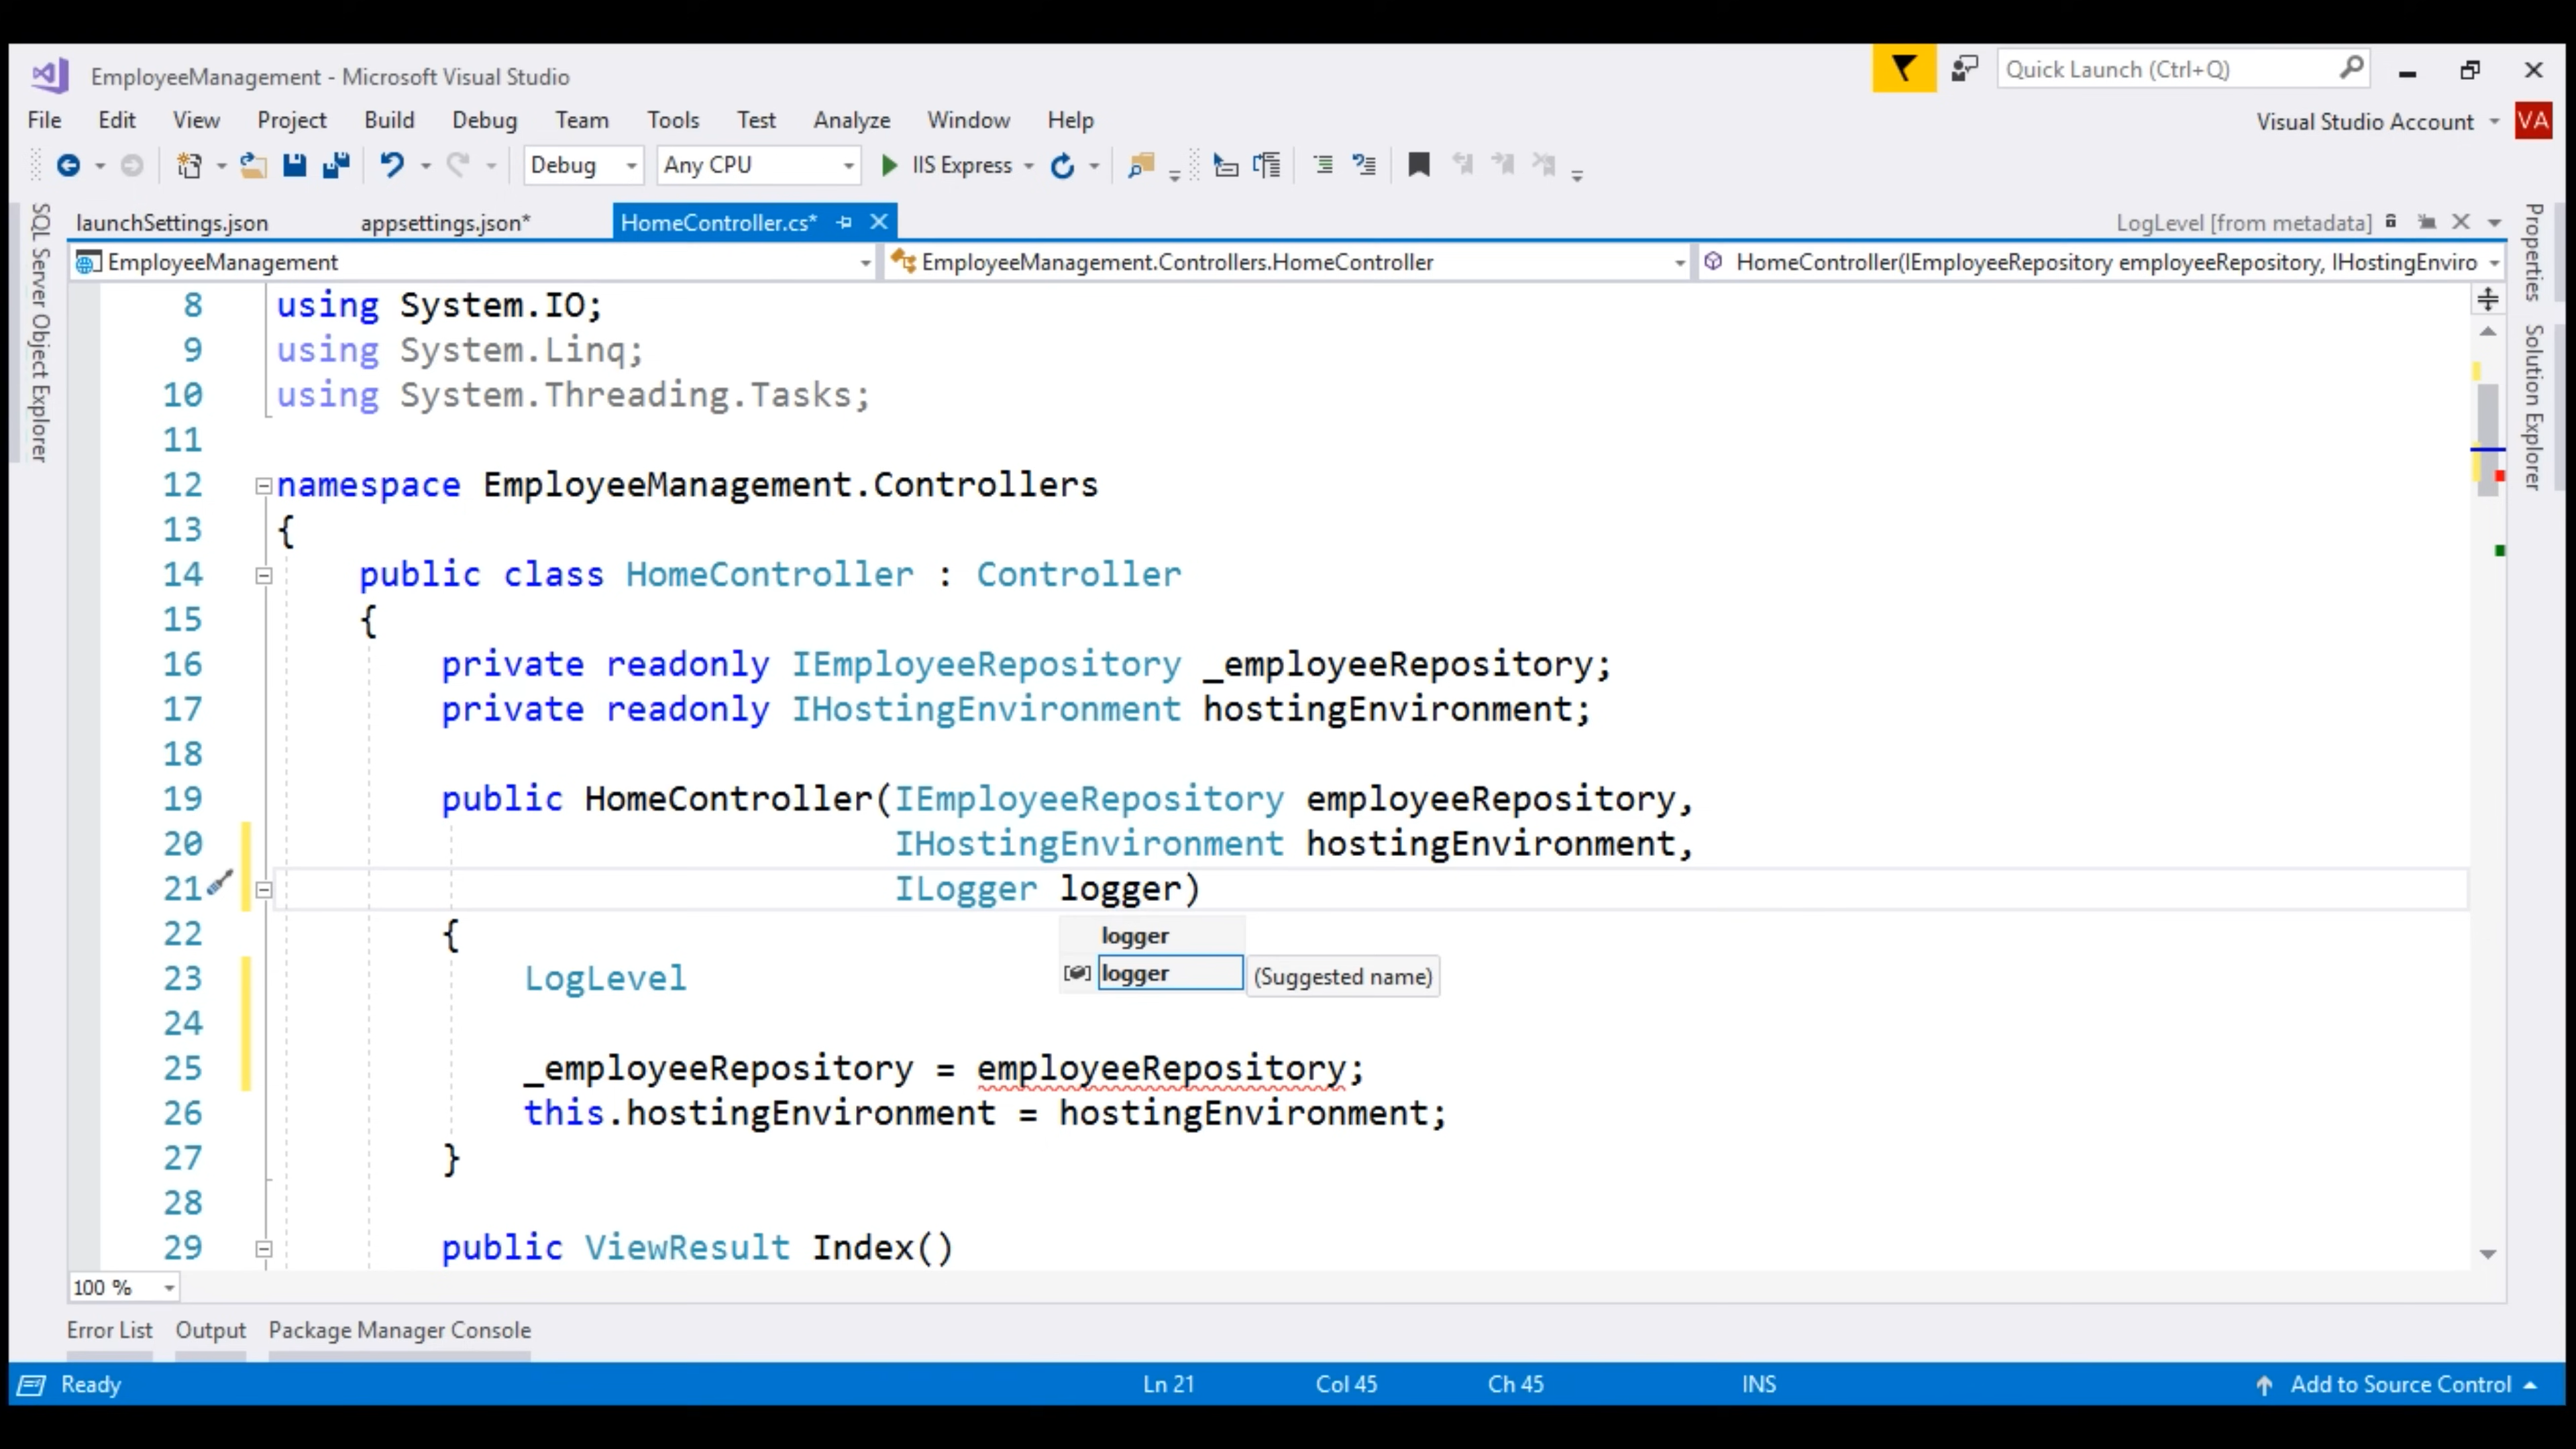 EmployeeManagement - Microsoft Visual Studio
Quick Launch (Ctrl+Q)
File Edit View Project Build Debug Team Tools Test Analyze Window Help
Visual Studio Account VA
Debug Any CPU IIS Express
launchSettings.json appsettings.json* HomeController.cs* LogLevel [from metadata]
EmployeeManagement EmployeeManagement.Controllers.HomeController HomeController(IEmployeeRepository employeeRepository, IHostingEnviro
SQL Server Object Explorer
Properties
Solution Explorer
8 using System.IO;
9 using System.Linq;
10 using System.Threading.Tasks;
11
12 namespace EmployeeManagement.Controllers
13 {
14 public class HomeController : Controller
15 {
16 private readonly IEmployeeRepository _employeeRepository;
17 private readonly IHostingEnvironment hostingEnvironment;
18
19 public HomeController(IEmployeeRepository employeeRepository,
20 IHostingEnvironment hostingEnvironment,
21 ILogger logger)
22 {
logger
23 LogLevel
logger (Suggested name)
24
25 _employeeRepository = employeeRepository;
26 this.hostingEnvironment = hostingEnvironment;
27 }
28
29 public ViewResult Index()
100 %
Error List Output Package Manager Console
Ready Ln 21 Col 45 Ch 45 INS Add to Source Control